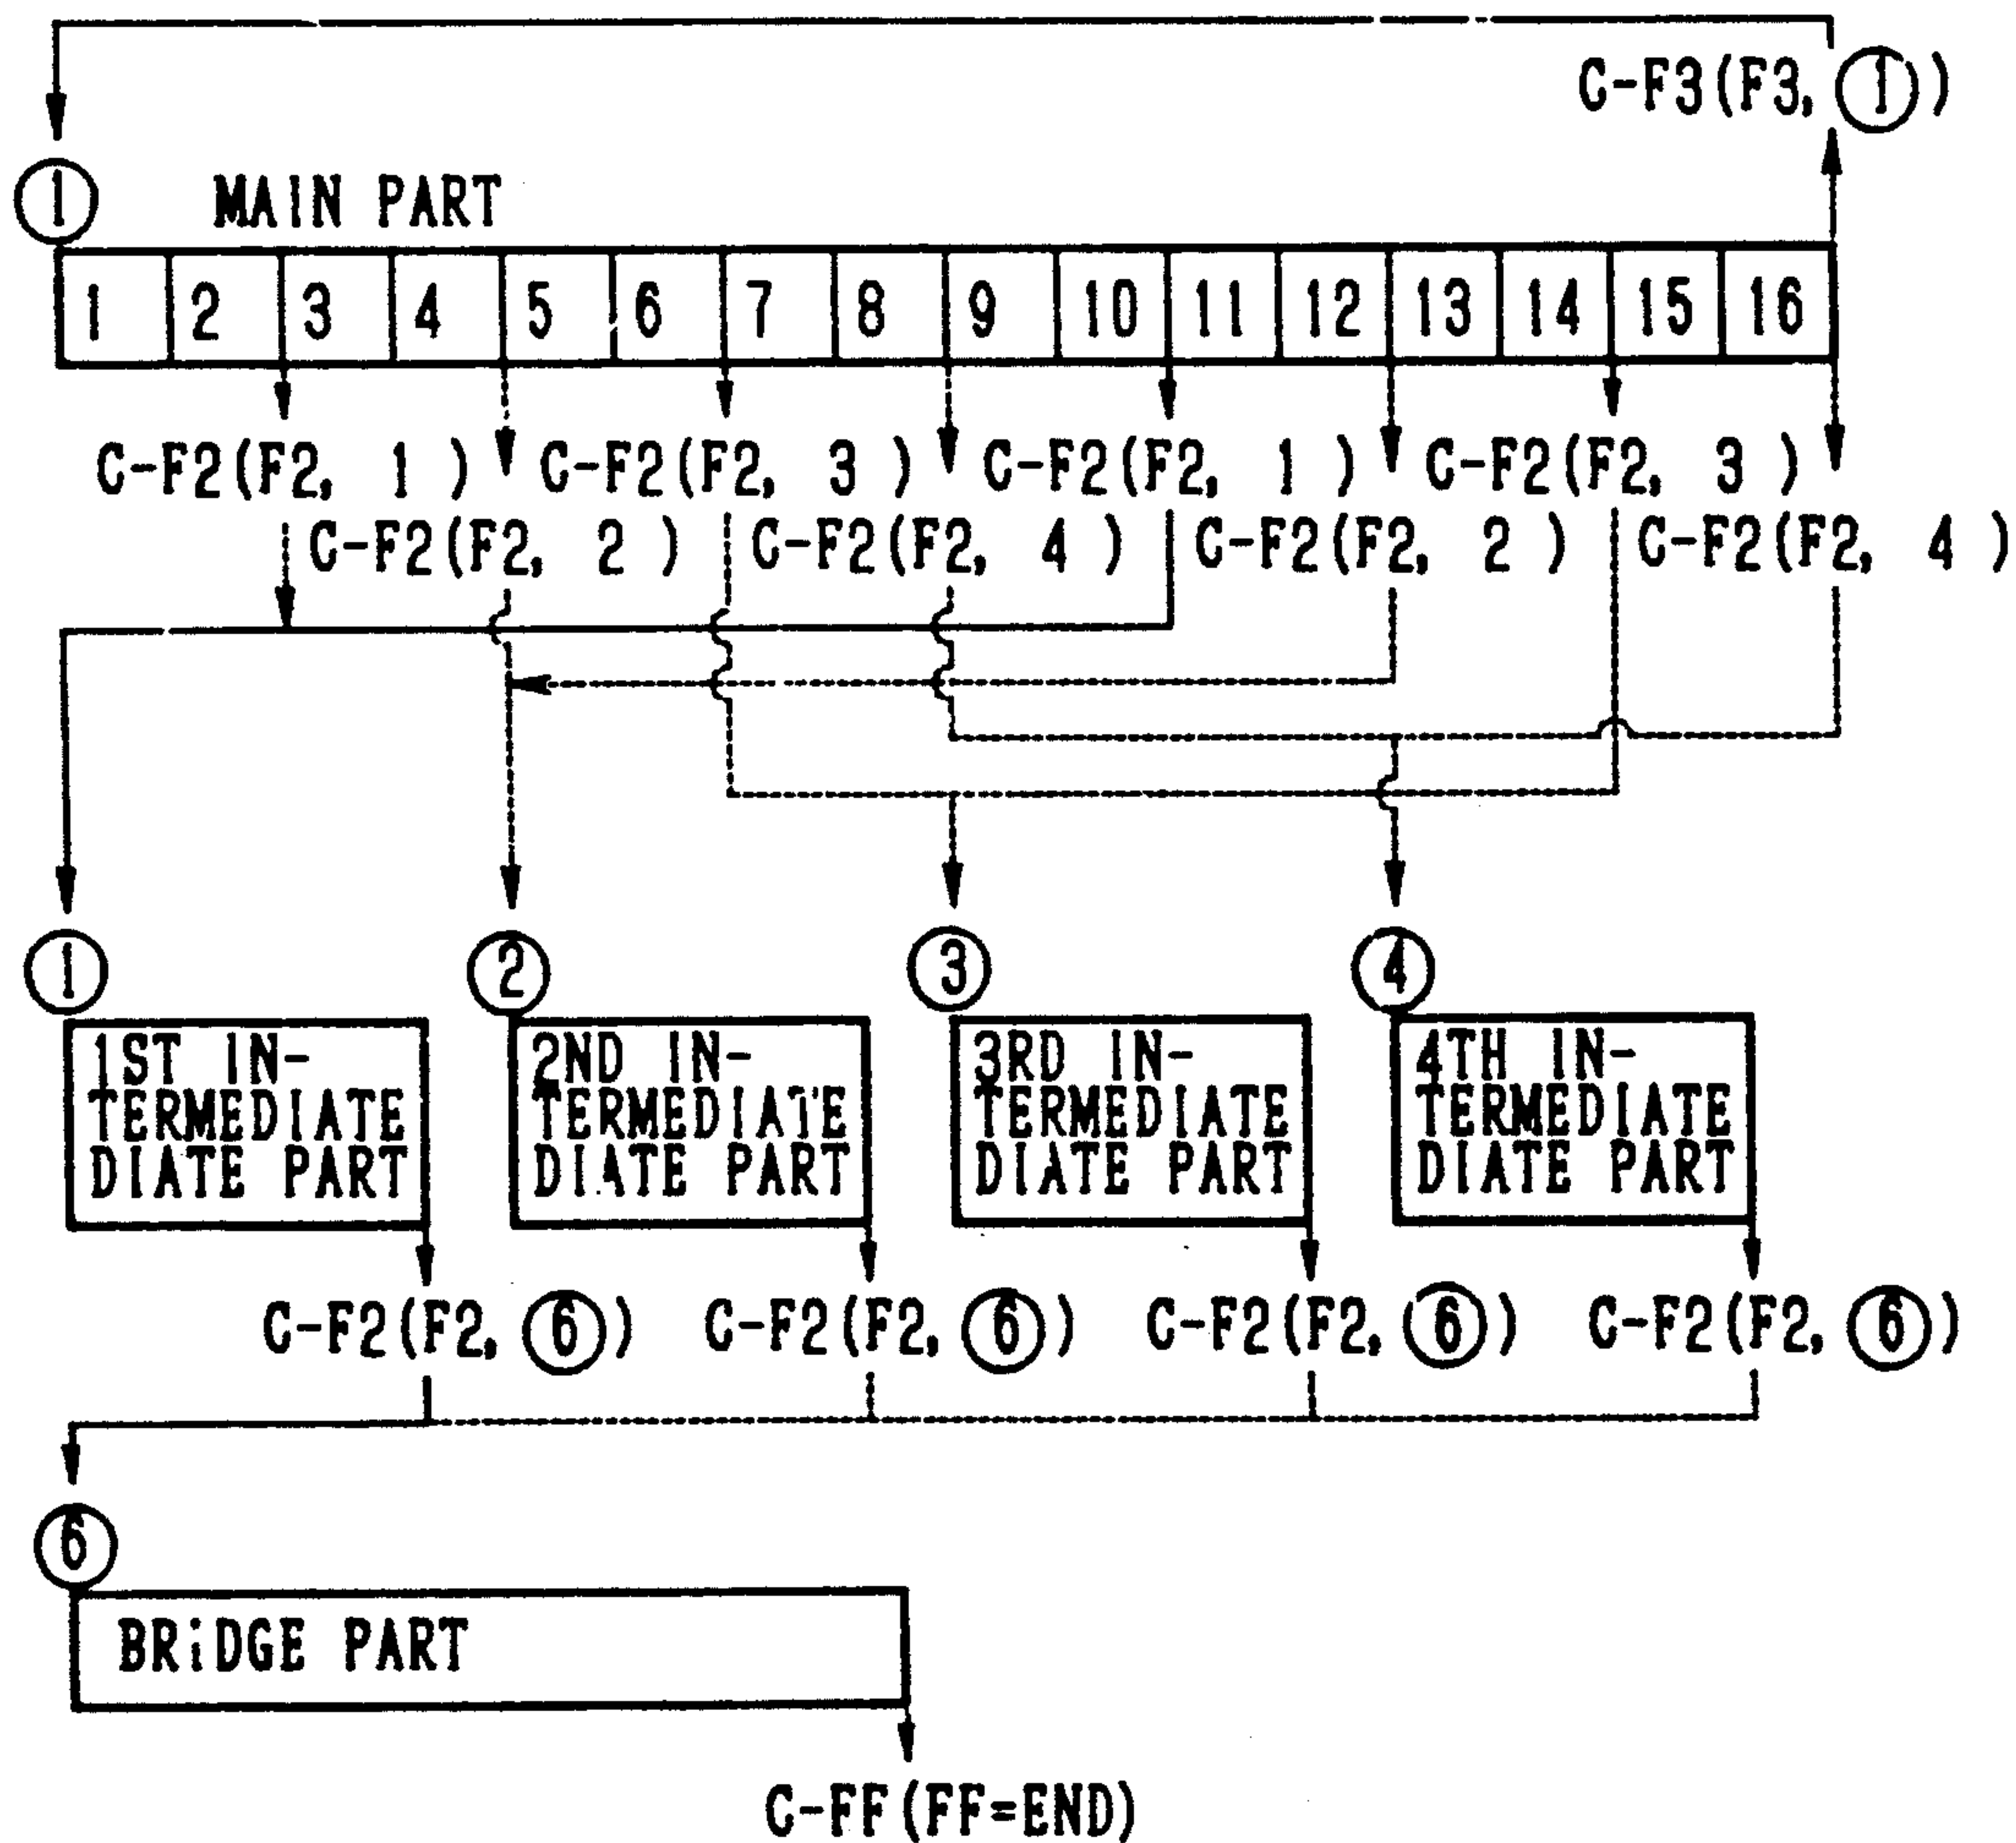 C-F3(F3, ①)
① MAIN PART
1 2 3 4 5 6 7 8 9 10 11 12 13 14 15 16
C-F2(F2, 1 ) C-F2(F2, 3 ) C-F2(F2, 1 ) C-F2(F2, 3 )
C-F2(F2, 2 ) C-F2(F2, 4 ) C-F2(F2, 2 ) C-F2(F2, 4 )
① ② ③ ④
1ST IN-
TERMEDIATE
DIATE PART
2ND IN-
TERMEDIATE
DIATE PART
3RD IN-
TERMEDIATE
DIATE PART
4TH IN-
TERMEDIATE
DIATE PART
C-F2(F2, ⑥) C-F2(F2, ⑥) C-F2(F2, ⑥) C-F2(F2, ⑥)
⑥
BRiDGE PART
C-FF(FF=END)